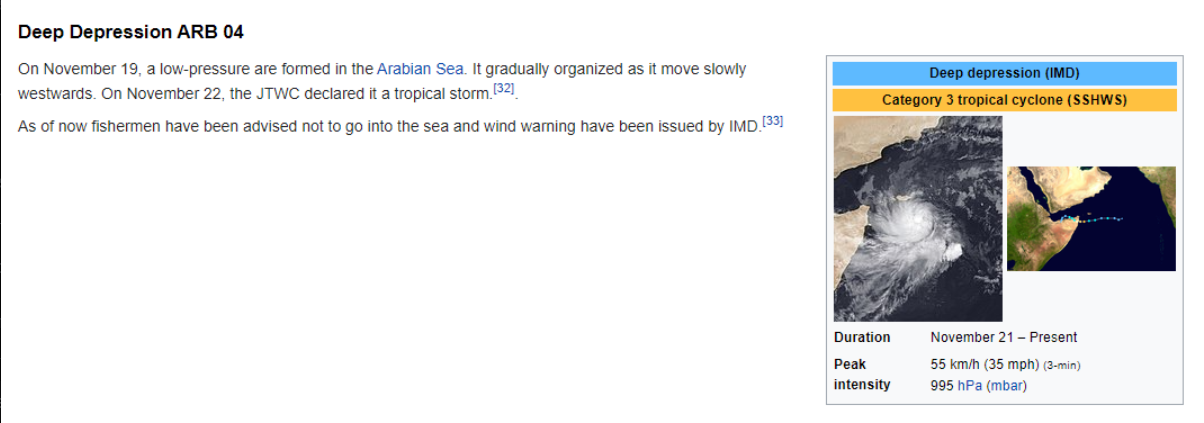 Deep Depression ARB 04
On November 19, a low-pressure are formed in the Arabian Sea. It gradually organized as it move slowly
westwards. On November 22, the JTWC declared it a tropical storm.[32].
As of now fishermen have been advised not to go into the sea and wind warning have been issued by IMD.[33]
Deep depression (IMD)
Category 3 tropical cyclone (SSHWS)
Duration November 21 – Present
Peak 55 km/h (35 mph) (3-min)
intensity 995 hPa (mbar)